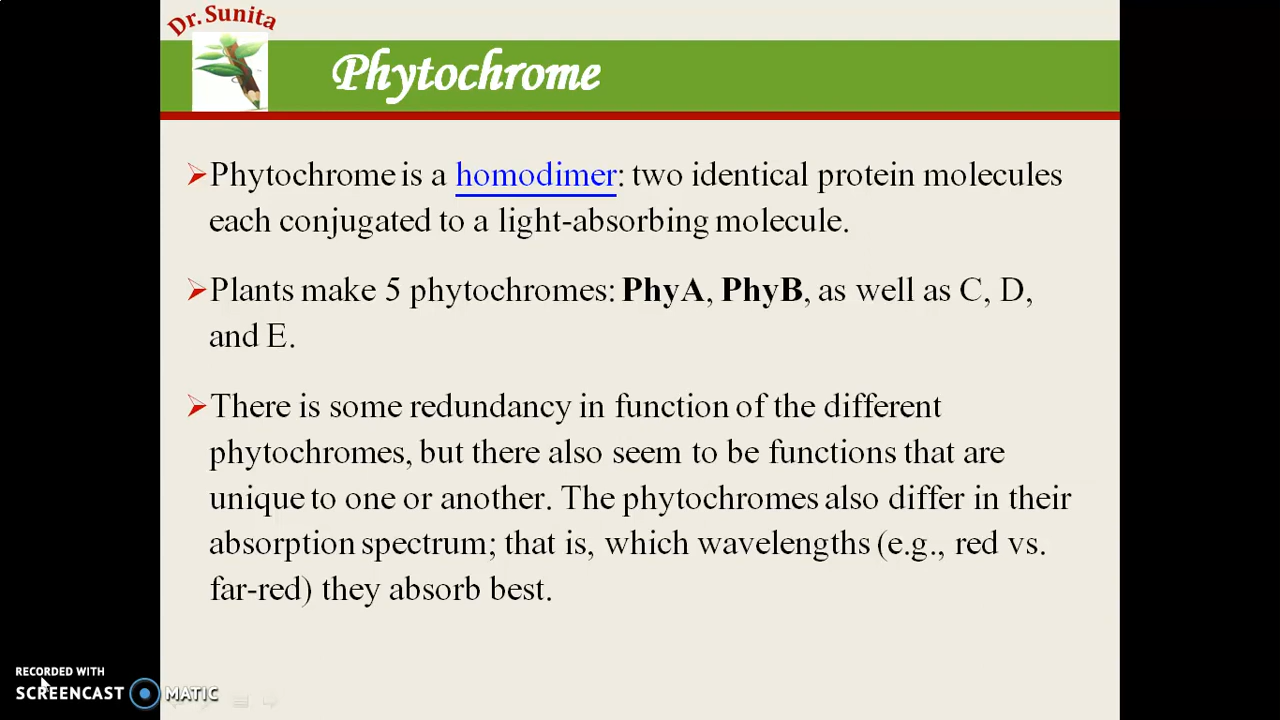 Dr. Sunita
Phytochrome
Phytochrome is a homodimer: two identical protein molecules
each conjugated to a light-absorbing molecule.
Plants make 5 phytochromes: PhyA, PhyB, as well as C, D,
and E.
There is some redundancy in function of the different
phytochromes, but there also seem to be functions that are
unique to one or another. The phytochromes also differ in their
absorption spectrum; that is, which wavelengths (e.g., red vs.
far-red) they absorb best.
RECORDED WITH
SCREENCAST MATIC